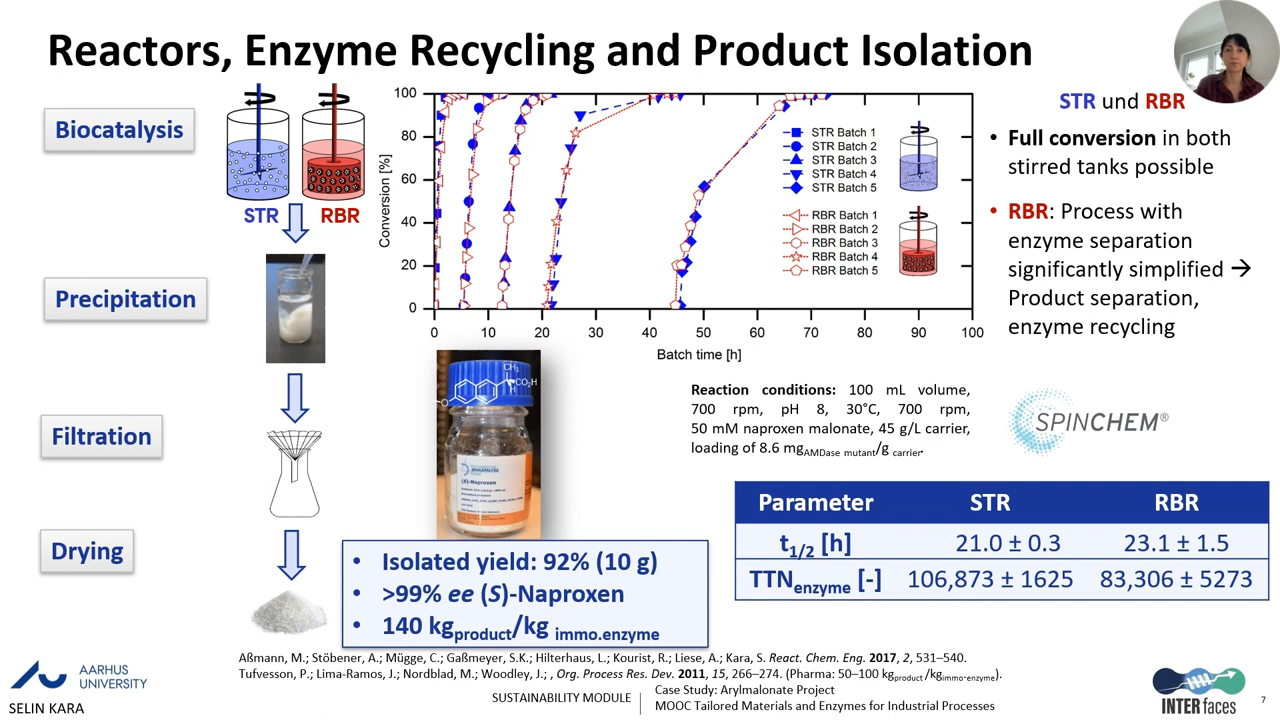 Reactors, Enzyme Recycling and Product Isolation
Biocatalysis
STR
RBR
Precipitation
Filtration
Drying
100
80
60
40
20
0
Conversion [%]
0 10 20 30 40 50 60 70 80 90 100
Batch time [h]
STR Batch 1
STR Batch 2
STR Batch 3
STR Batch 4
STR Batch 5
RBR Batch 1
RBR Batch 2
RBR Batch 3
RBR Batch 4
RBR Batch 5
STR und RBR
• Full conversion in both
stirred tanks possible
• RBR: Process with
enzyme separation
significantly simplified →
Product separation,
enzyme recycling
CH3
CO2H
O
(S)-Naproxen
Reaction conditions: 100 mL volume,
700 rpm, pH 8, 30°C, 700 rpm,
50 mM naproxen malonate, 45 g/L carrier,
loading of 8.6 mgAMDase mutant/g carrier.
SPINCHEM®
Parameter STR RBR
t1/2 [h] 21.0 ± 0.3 23.1 ± 1.5
TTNenzyme [-] 106,873 ± 1625 83,306 ± 5273
• Isolated yield: 92% (10 g)
• >99% ee (S)-Naproxen
• 140 kgproduct/kg immo.enzyme
Aßmann, M.; Stöbener, A.; Mügge, C.; Gaßmeyer, S.K.; Hilterhaus, L.; Kourist, R.; Liese, A.; Kara, S. React. Chem. Eng. 2017, 2, 531–540.
Tufvesson, P.; Lima-Ramos, J.; Nordblad, M.; Woodley, J.; , Org. Process Res. Dev. 2011, 15, 266–274. (Pharma: 50–100 kgproduct/kgimmo.enzyme).
AARHUS
UNIVERSITY
SELIN KARA
SUSTAINABILITY MODULE
Case Study: Arylmalonate Project
MOOC Tailored Materials and Enzymes for Industrial Processes
INTERfaces
7